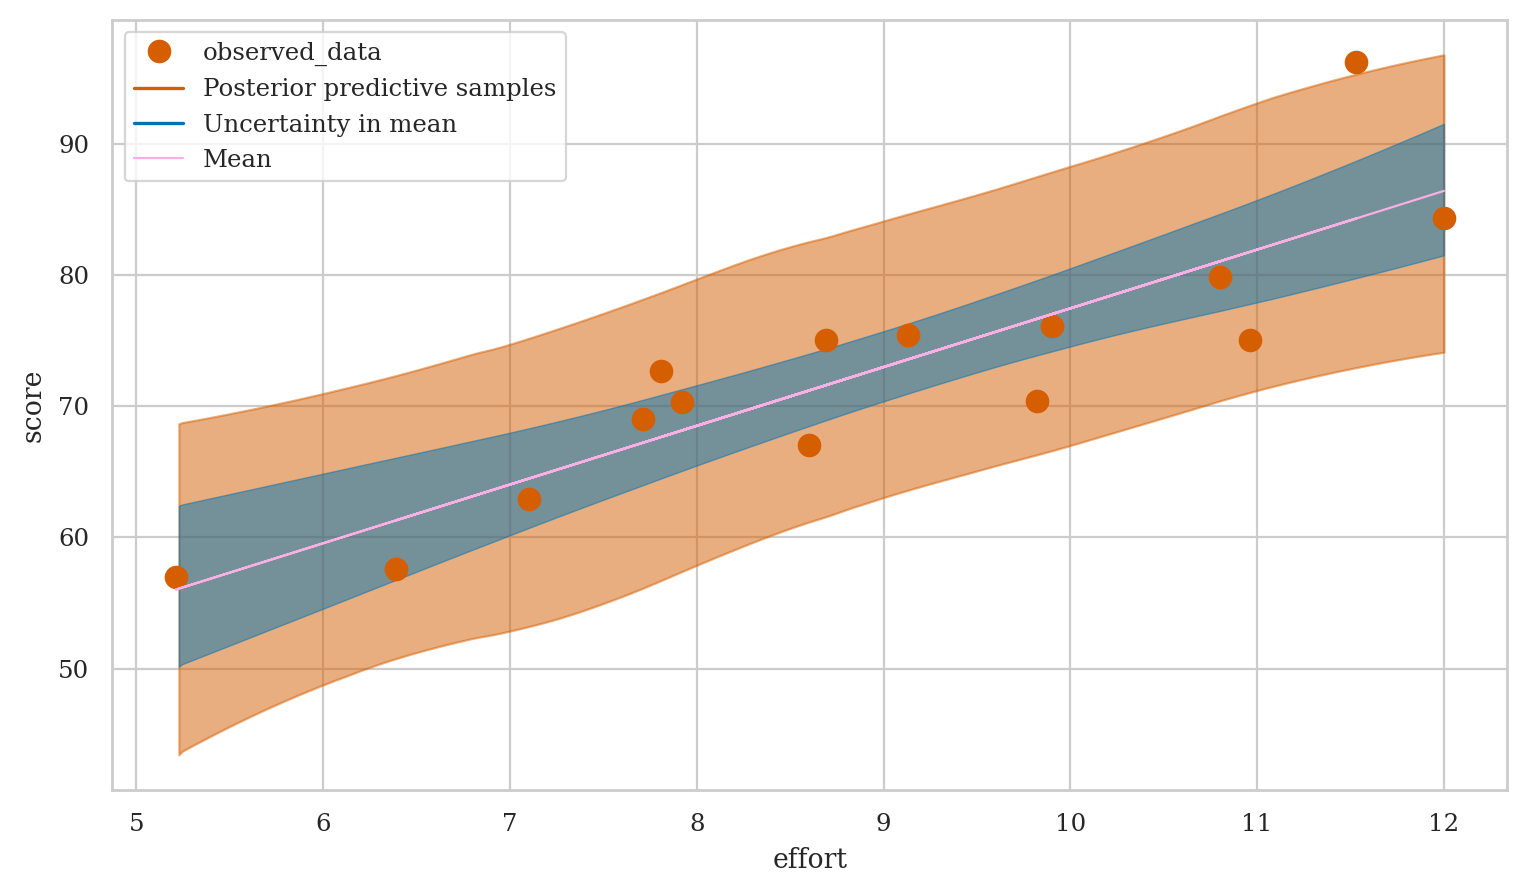 observed_data
Posterior predictive samples
Uncertainty in mean
Mean
90
80
70
60
50
score
5 6 7 8 9 10 11 12
effort